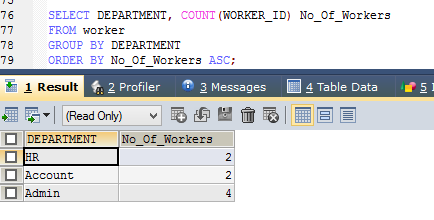 76 SELECT DEPARTMENT, COUNT(WORKER_ID) No_Of_Workers
77 FROM worker
78 GROUP BY DEPARTMENT
79 ORDER BY No_Of_Workers ASC;
1 Result 2 Profiler 3 Messages 4 Table Data 5 I
(Read Only)
DEPARTMENT No_Of_Workers
HR 2
Account 2
Admin 4